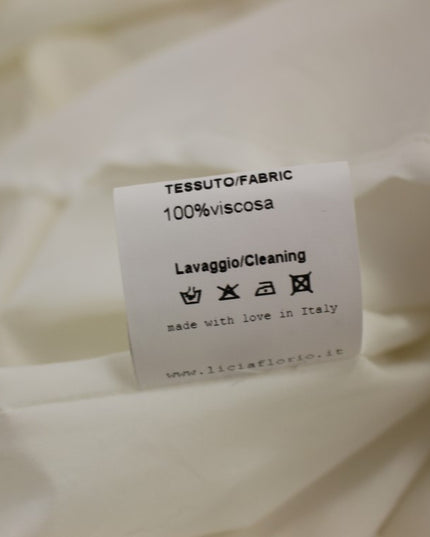 TESSUTO/FABRIC
100%viscosa
Lavaggio/Cleaning
made with love in Italy
www.liciaflorio.it